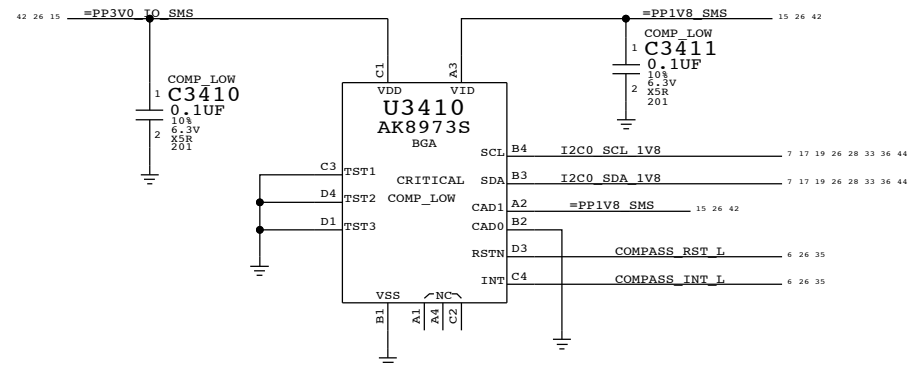 42 26 15 =PP3V0_IO_SMS
=PP1V8_SMS 15 26 42
COMP_LOW
1 C3411
0.1UF
10%
2 6.3V
X5R
201
C1
A3
COMP_LOW
1 C3410
0.1UF
10%
2 6.3V
X5R
201
VDD
VID
U3410
AK8973S
BGA
CRITICAL
COMP_LOW
SCL B4 I2C0_SCL_1V8 7 17 19 26 28 33 36 44
C3 TST1
SDA B3 I2C0_SDA_1V8 7 17 19 26 28 33 36 44
D4 TST2
CAD1 A2 =PP1V8_SMS 15 26 42
D1 TST3
CAD0 B2
RSTN D3 COMPASS_RST_L 6 26 35
INT C4 COMPASS_INT_L 6 26 35
VSS
NC
B1
A1
A4
C2